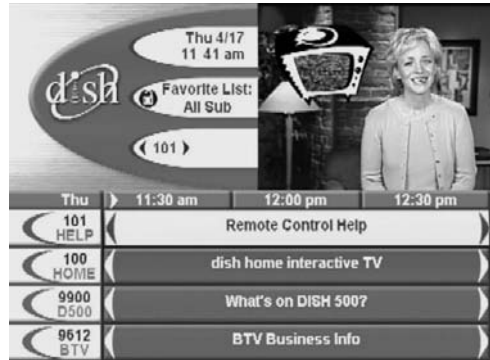 Thu 4/17
11 41 am
dish
Favorite List:
All Sub
101
Thu 11:30 am 12:00 pm 12:30 pm
101
HELP
Remote Control Help
100
HOME
dish home interactive TV
9900
D500
What's on DISH 500?
9612
BTV
BTV Business Info